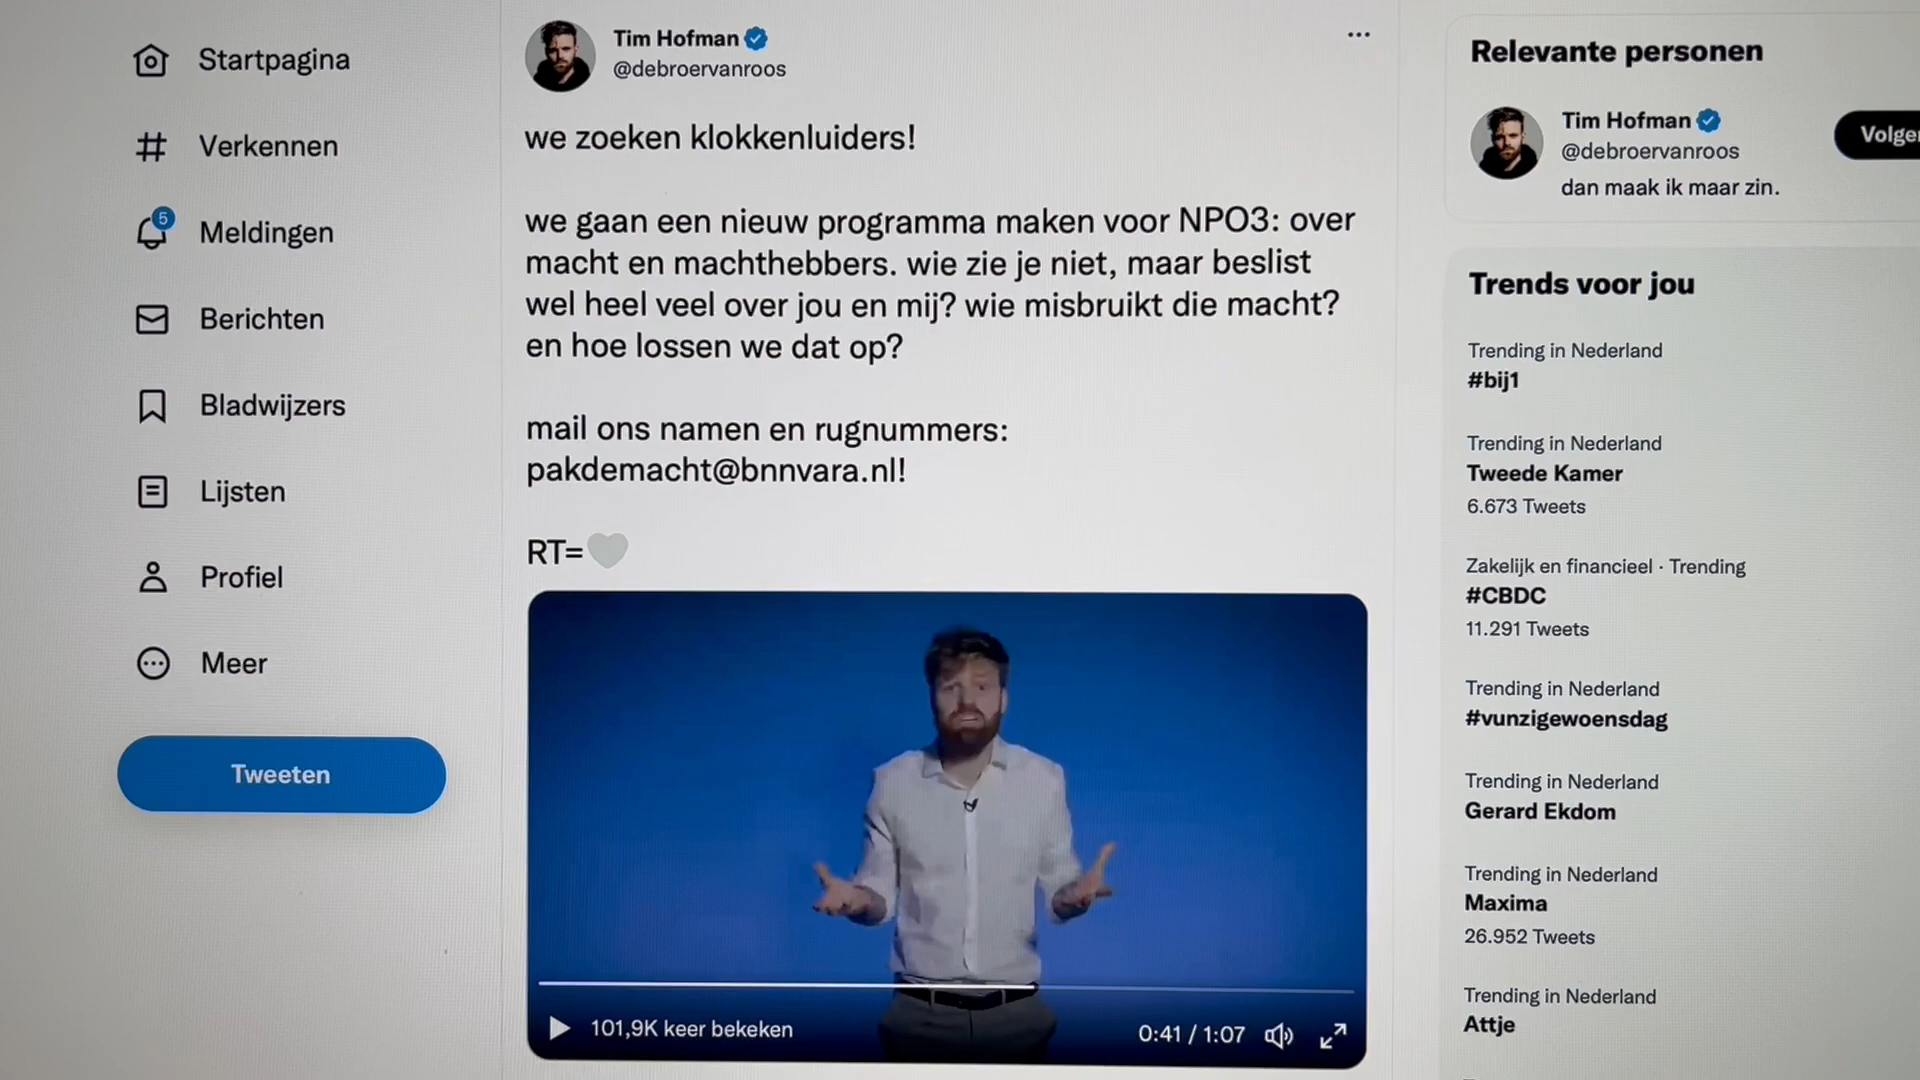 Startpagina
Verkennen
5
Meldingen
Berichten
Bladwijzers
Lijsten
Profiel
Meer
Tweeten
Tim Hofman
@debroervanroos
we zoeken klokkenluiders!
we gaan een nieuw programma maken voor NPO3: over
macht en machthebbers. wie zie je niet, maar beslist
wel heel veel over jou en mij? wie misbruikt die macht?
en hoe lossen we dat op?
mail ons namen en rugnummers:
pakdemacht@bnnvara.nl!
RT=
101,9K keer bekeken
0:41 / 1:07
Relevante personen
Tim Hofman
@debroervanroos
dan maak ik maar zin.
Volge
Trends voor jou
Trending in Nederland
#bij1
Trending in Nederland
Tweede Kamer
6.673 Tweets
Zakelijk en financieel · Trending
#CBDC
11.291 Tweets
Trending in Nederland
#vunzigewoensdag
Trending in Nederland
Gerard Ekdom
Trending in Nederland
Maxima
26.952 Tweets
Trending in Nederland
Attje